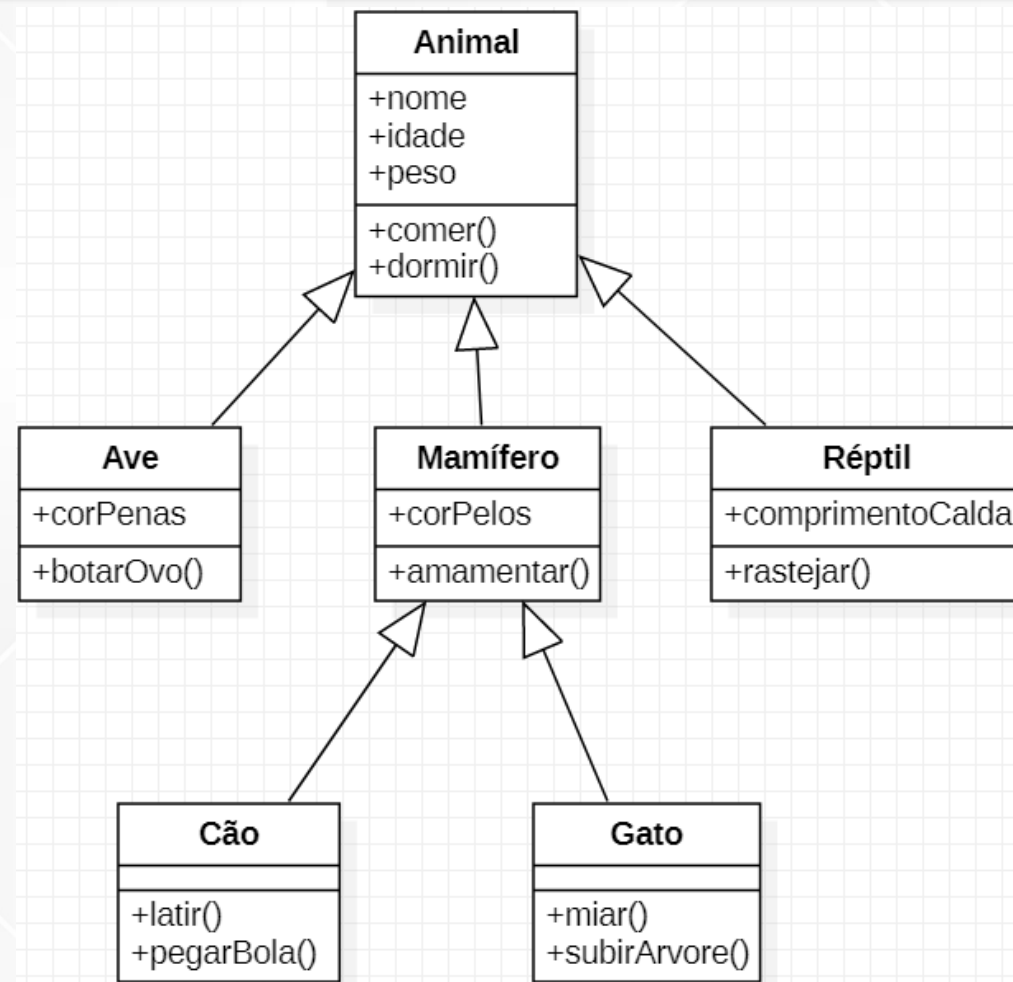 Animal
+nome
+idade
+peso
+comer()
+dormir()
Ave
+corPenas
+botarOvo()
Mamífero
+corPelos
+amamentar()
Réptil
+comprimentoCalda
+rastejar()
Cão
+latir()
+pegarBola()
Gato
+miar()
+subirArvore()